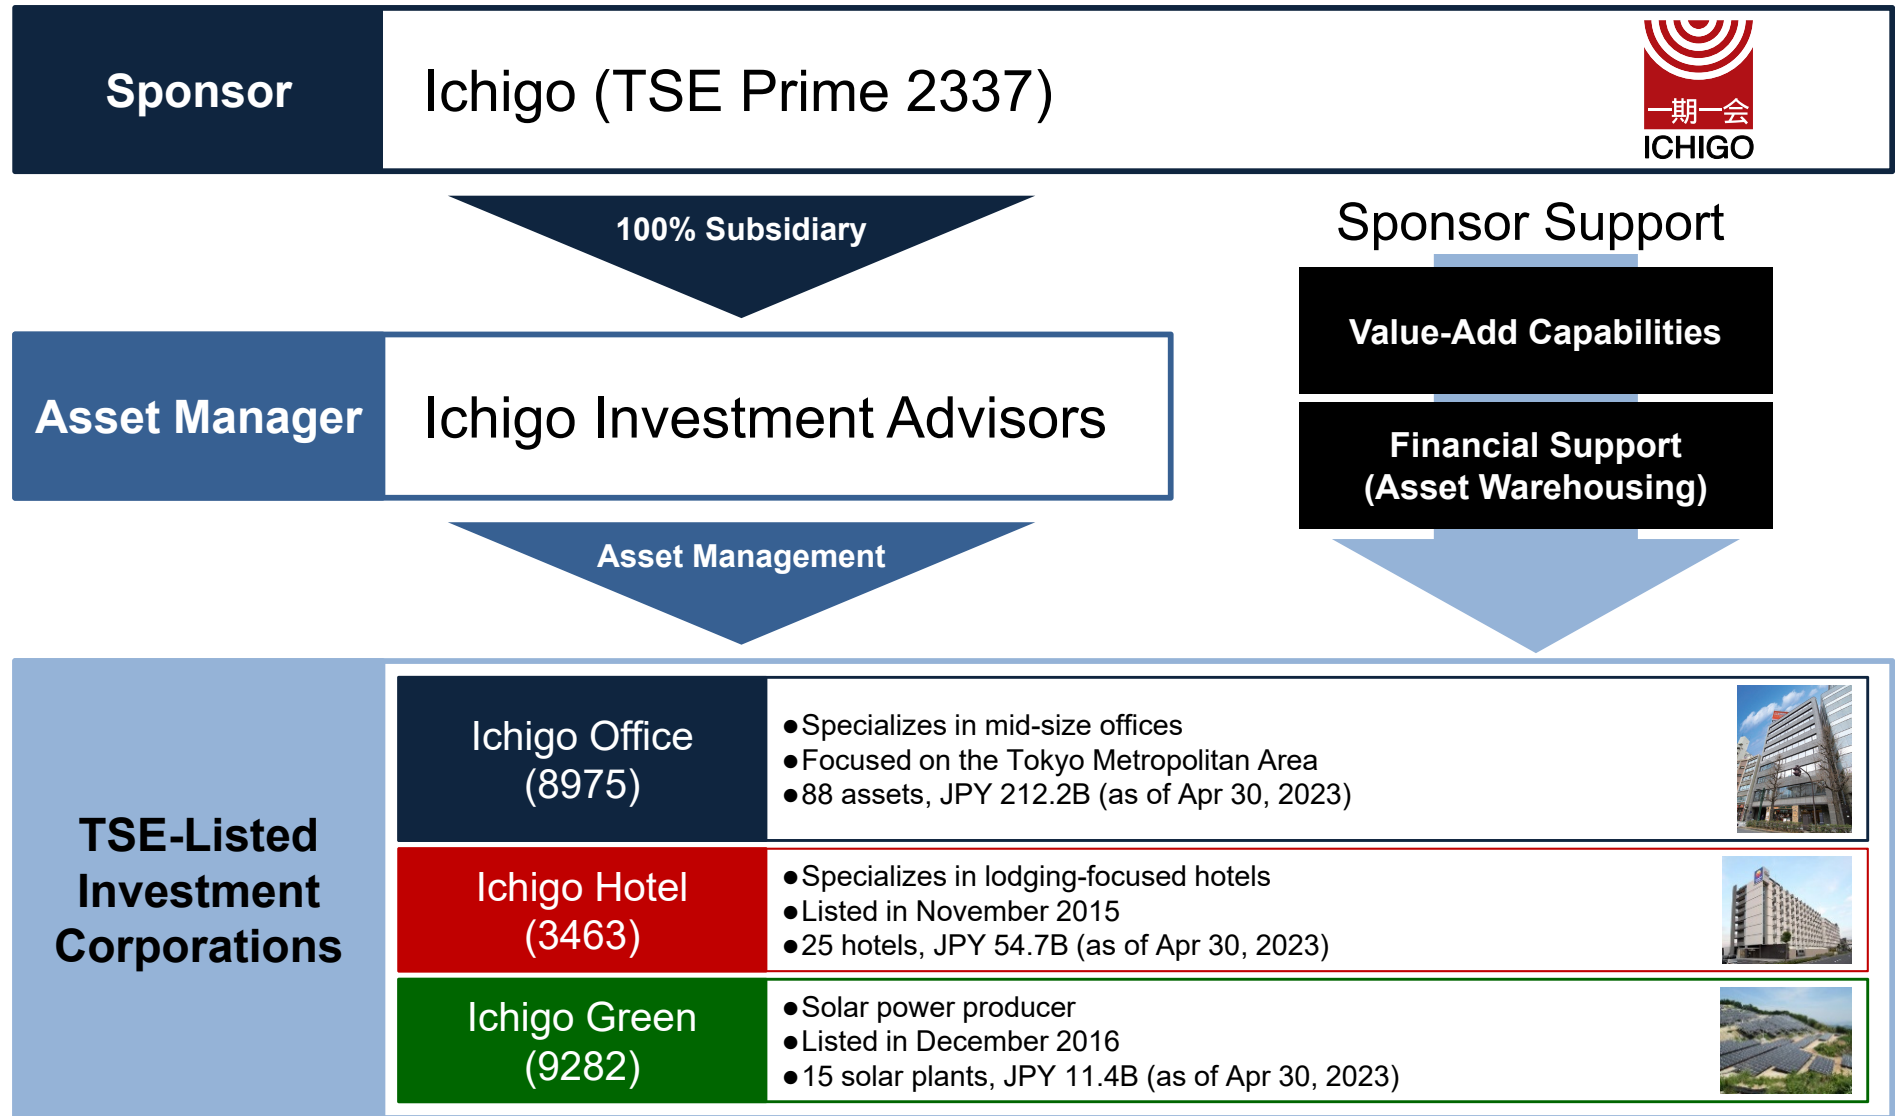 Sponsor
Ichigo (TSE Prime 2337)
一期一会
ICHIGO
100% Subsidiary
Sponsor Support
Value-Add Capabilities
Asset Manager
Ichigo Investment Advisors
Financial Support
(Asset Warehousing)
Asset Management
TSE-Listed
Investment
Corporations
Ichigo Office
(8975)
●Specializes in mid-size offices
●Focused on the Tokyo Metropolitan Area
●88 assets, JPY 212.2B (as of Apr 30, 2023)
Ichigo Hotel
(3463)
●Specializes in lodging-focused hotels
●Listed in November 2015
●25 hotels, JPY 54.7B (as of Apr 30, 2023)
Ichigo Green
(9282)
●Solar power producer
●Listed in December 2016
●15 solar plants, JPY 11.4B (as of Apr 30, 2023)